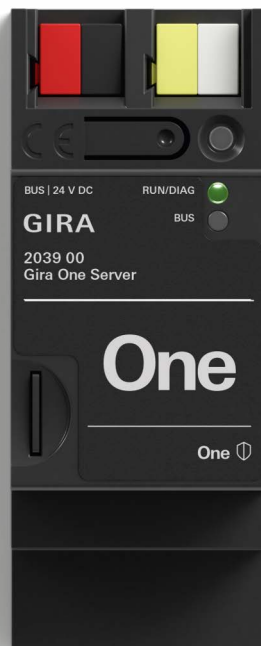 CE
BUS | 24 V DC RUN/DIAG
BUS
GIRA
2039 00
Gira One Server
One
One